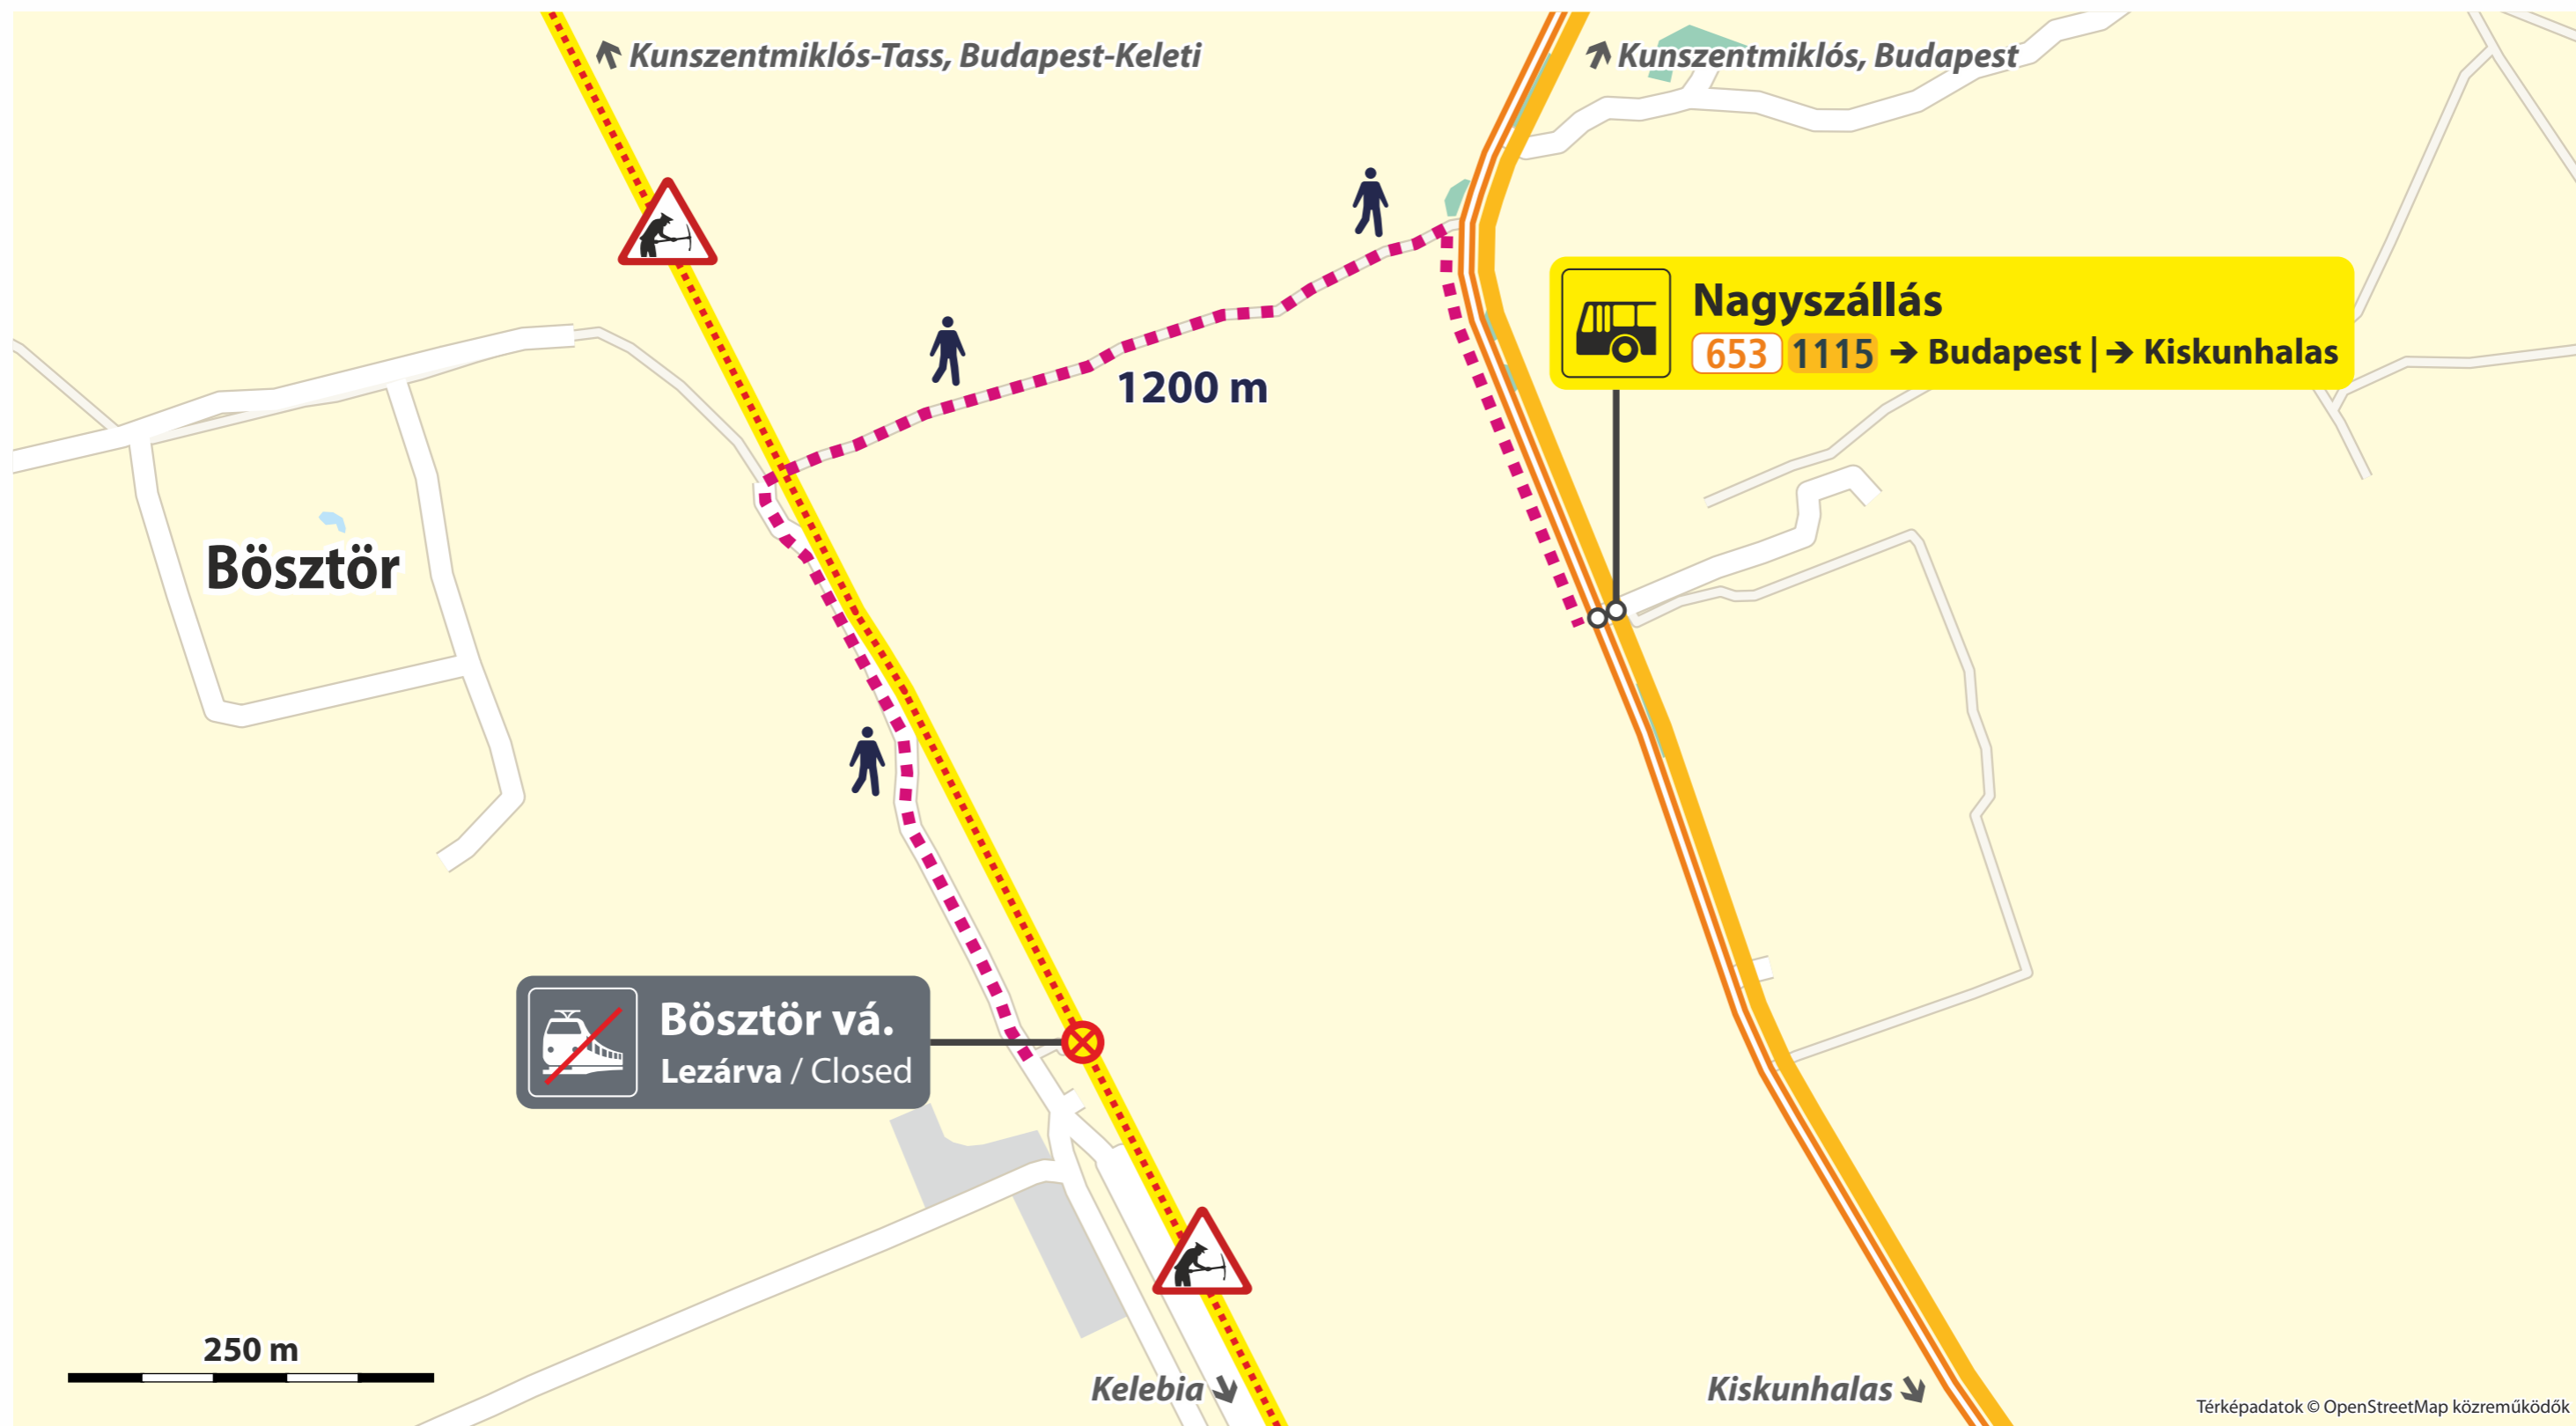 Kunszentmiklós-Tass, Budapest-Keleti
Kunszentmiklós, Budapest
Nagyszállás
653 1115 → Budapest | → Kiskunhalas
1200 m
Bösztör
Bösztör vá.
Lezárva / Closed
250 m
Kelebia
Kiskunhalas
Térképadatok © OpenStreetMap közreműködők